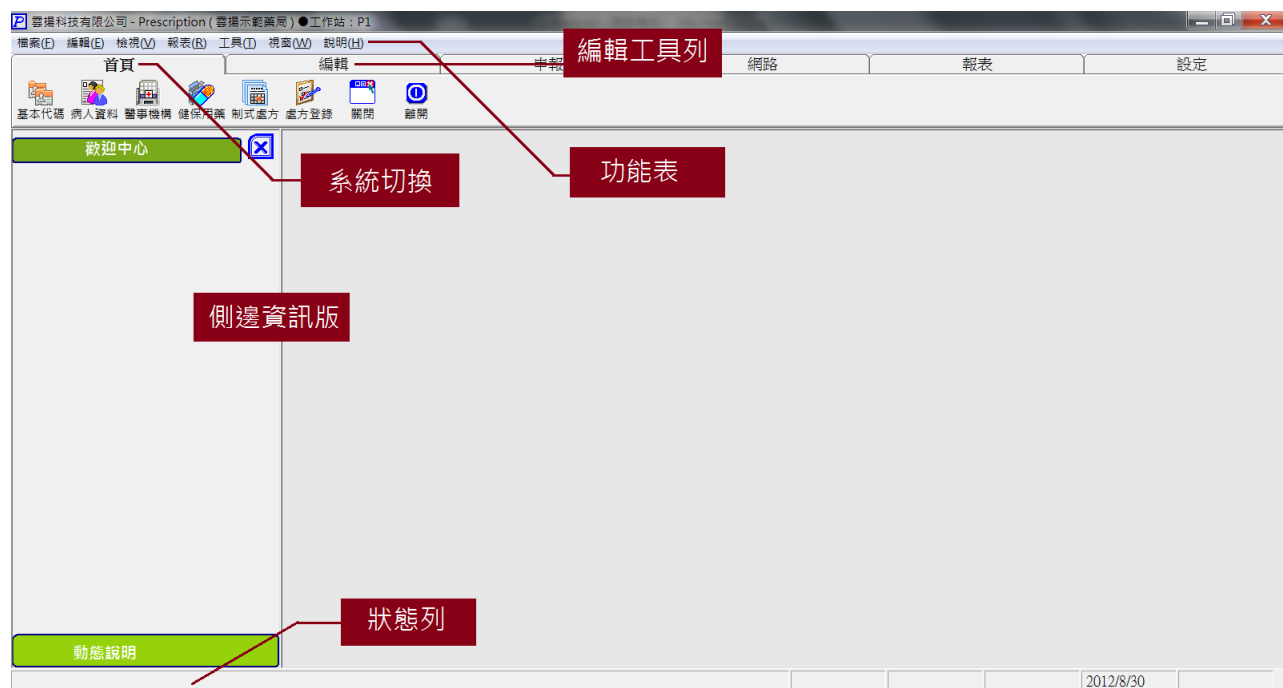 雲揚科技有限公司 - Prescription ( 雲揚示範藥局 ) ●工作站 : P1
檔案(F) 編輯(E) 檢視(V) 報表(R) 工具(T) 視窗(W) 說明(H)
編輯工具列
首頁 編輯 申報 網路 報表 設定
基本代碼 病人資料 醫事機構 健保用藥 制式處方 處方登錄 關閉 離開
歡迎中心
系統切換
功能表
側邊資訊版
狀態列
動態說明
2012/8/30